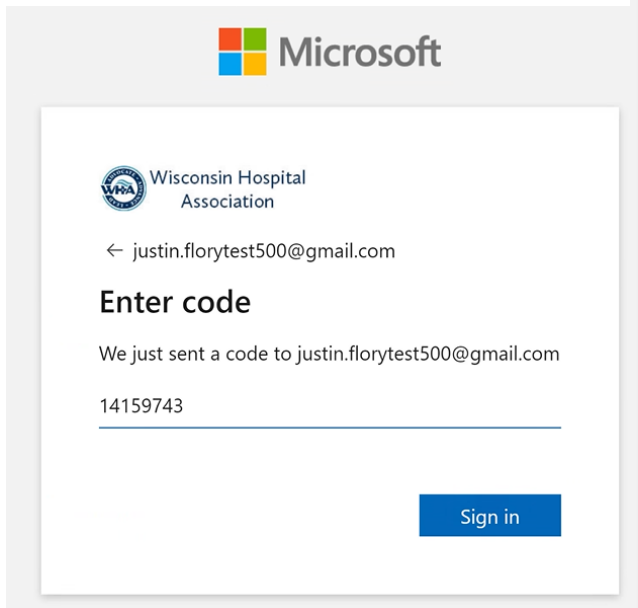 Microsoft
WHA
Wisconsin Hospital
Association
← justin.florytest500@gmail.com
Enter code
We just sent a code to justin.florytest500@gmail.com
14159743
Sign in